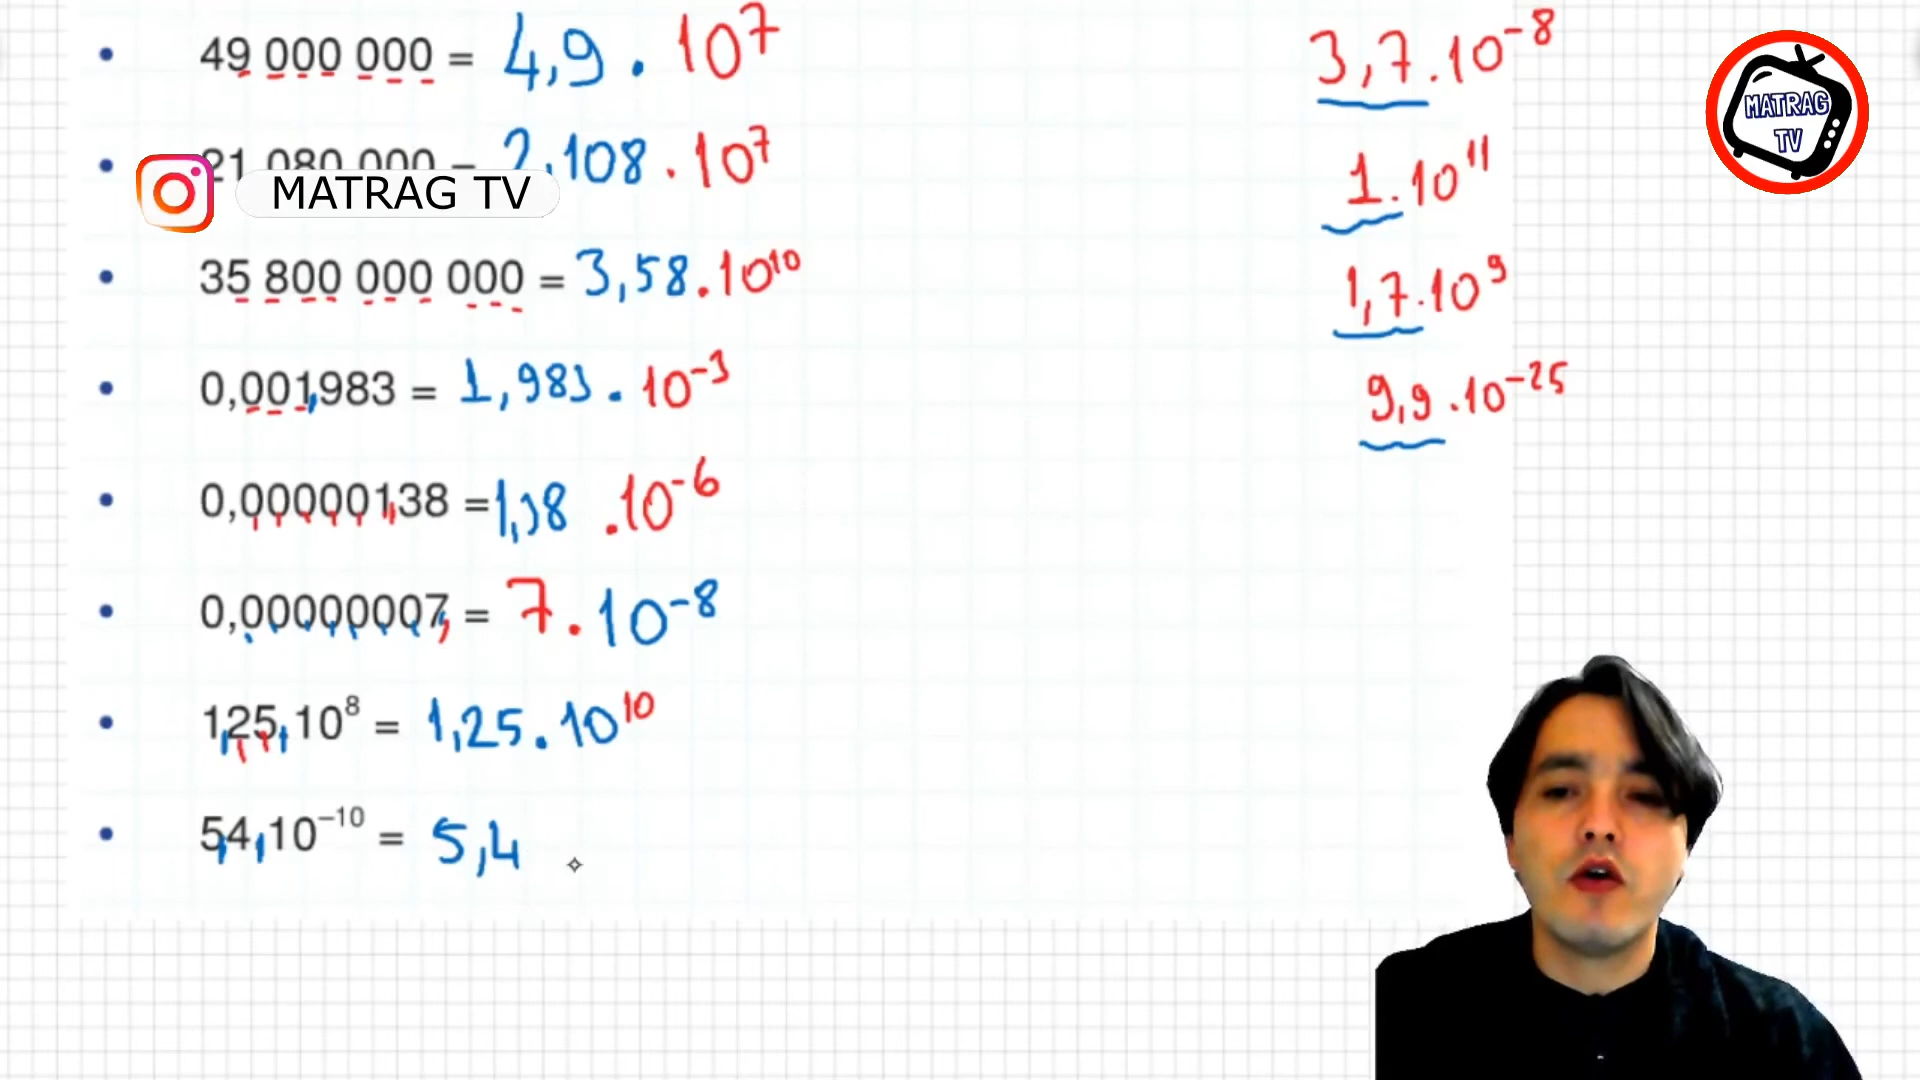 49 000 000 = 4,9 . 10⁷
21 080 000 = 2,108 . 10⁷
MATRAG TV
35 800 000 000 = 3,58 . 10¹⁰
0,001983 = 1,983 . 10⁻³
0,00000138 = 1,38 . 10⁻⁶
0,00000007 = 7 . 10⁻⁸
125.10⁸ = 1,25 . 10¹⁰
54.10⁻¹⁰ = 5,4
3,7 . 10⁻⁸
1 . 10¹¹
1,7 . 10⁹
9,9 . 10⁻²⁵
MATRAG
TV